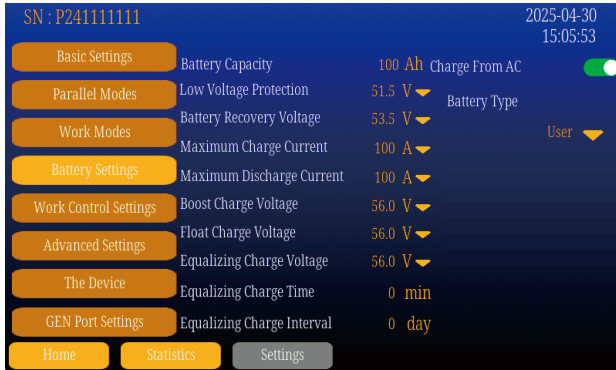 SN : P241111111
2025-04-30
15:05:53
Basic Settings
Parallel Modes
Work Modes
Battery Settings
Work Control Settings
Advanced Settings
The Device
GEN Port Settings
Battery Capacity 100 Ah
Low Voltage Protection 51.5 V
Battery Recovery Voltage 53.5 V
Maximum Charge Current 100 A
Maximum Discharge Current 100 A
Boost Charge Voltage 56.0 V
Float Charge Voltage 56.0 V
Equalizing Charge Voltage 56.0 V
Equalizing Charge Time 0 min
Equalizing Charge Interval 0 day
Charge From AC
Battery Type
User
Home Statistics Settings